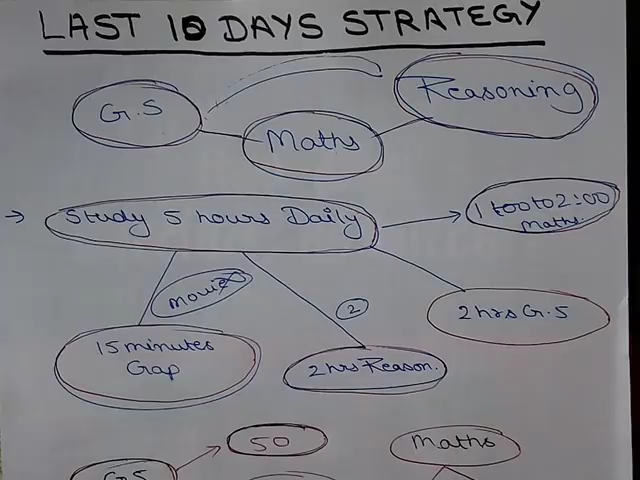 LAST 10 DAYS STRATEGY
G.S
Maths
Reasoning
Study 5 hours Daily
1 to 2:00
Maths.
movie
2
2 hrs G.S
15 minutes
Gap
2 hrs Reason.
50
Maths
G.S